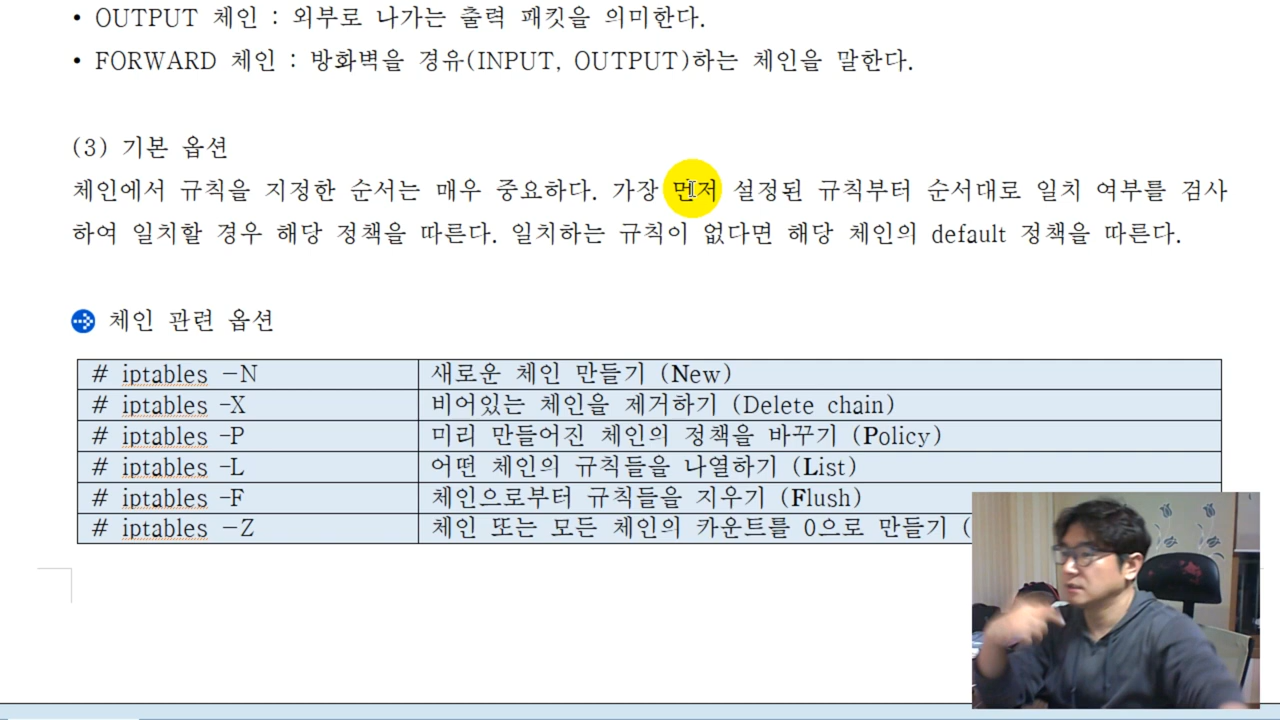 • OUTPUT 체인 : 외부로 나가는 출력 패킷을 의미한다.
• FORWARD 체인 : 방화벽을 경유(INPUT, OUTPUT)하는 체인을 말한다.
(3) 기본 옵션
체인에서 규칙을 지정한 순서는 매우 중요하다. 가장 먼저 설정된 규칙부터 순서대로 일치 여부를 검사
하여 일치할 경우 해당 정책을 따른다. 일치하는 규칙이 없다면 해당 체인의 default 정책을 따른다.
체인 관련 옵션
# iptables –N 새로운 체인 만들기 (New)
# iptables -X 비어있는 체인을 제거하기 (Delete chain)
# iptables -P 미리 만들어진 체인의 정책을 바꾸기 (Policy)
# iptables -L 어떤 체인의 규칙들을 나열하기 (List)
# iptables -F 체인으로부터 규칙들을 지우기 (Flush)
# iptables –Z 체인 또는 모든 체인의 카운트를 0으로 만들기 (